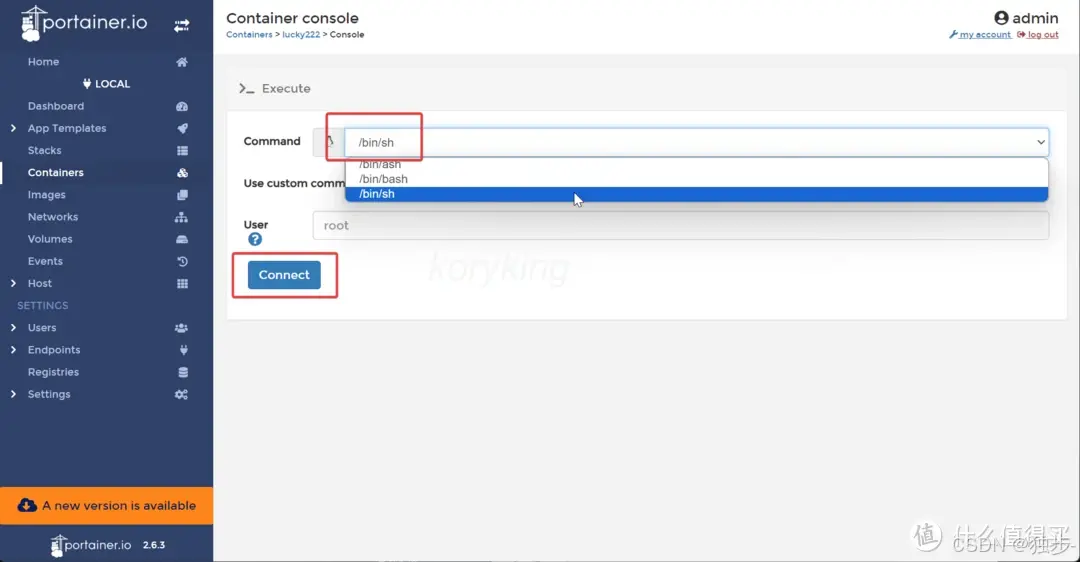 portainer.io
Home
LOCAL
Dashboard
App Templates
Stacks
Containers
Images
Networks
Volumes
Events
Host
SETTINGS
Users
Endpoints
Registries
Settings
A new version is available
portainer.io 2.6.3
Container console
Containers > lucky222 > Console
admin
my account log out
>_ Execute
Command /bin/sh
/bin/ash
/bin/bash
/bin/sh
Use custom comm
User root
Connect
koryking
值 什么值得买
CSDN @独步-